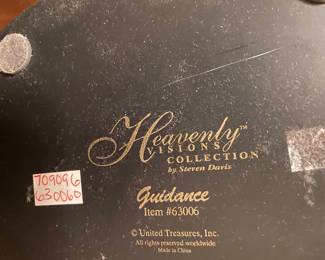 Heavenly™
VISIONS
COLLECTION
by Steven Davis
709096
630060
Guidance
Item #63006
© United Treasures, Inc.
All rights reserved worldwide
Made in China